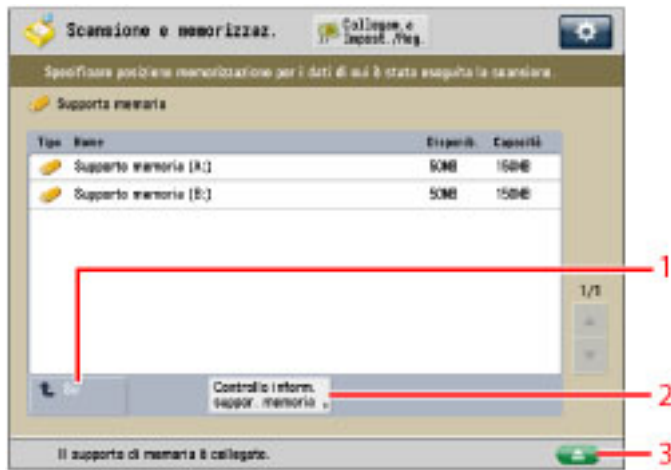 Scansione e memorizzaz.
Collegam. e
Impost./Reg.
Specificare posizione memorizzazione per i dati di cui è stata eseguita la scansione.
Supporto memoria
Tipo Nome Disponib. Capacità
Supporto memoria (A:) 50MB 150MB
Supporto memoria (B:) 50MB 150MB
1
1/1
Controllo inform.
suppor. memoria
2
Il supporto di memoria è collegato.
3